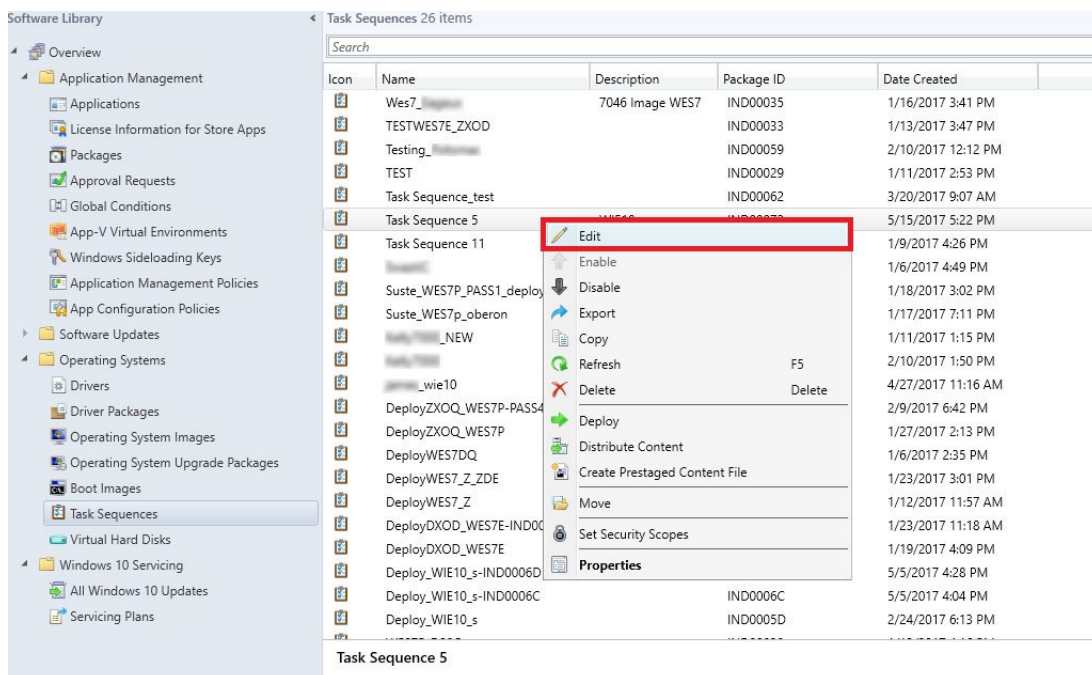 Software Library
Overview
Application Management
Applications
License Information for Store Apps
Packages
Approval Requests
Global Conditions
App-V Virtual Environments
Windows Sideloading Keys
Application Management Policies
App Configuration Policies
Software Updates
Operating Systems
Drivers
Driver Packages
Operating System Images
Operating System Upgrade Packages
Boot Images
Task Sequences
Virtual Hard Disks
Windows 10 Servicing
All Windows 10 Updates
Servicing Plans
Task Sequences 26 items
Search
Icon Name Description Package ID Date Created
Wes7_ 7046 Image WES7 IND00035 1/16/2017 3:41 PM
TESTWES7E_ZXOD IND00033 1/13/2017 3:47 PM
Testing_ IND00059 2/10/2017 12:12 PM
TEST IND00029 1/11/2017 2:53 PM
Task Sequence_test IND00062 3/20/2017 9:07 AM
Task Sequence 5 5/15/2017 5:22 PM
Task Sequence 11 1/9/2017 4:26 PM
1/6/2017 4:49 PM
Suste_WES7P_PASS1_deploy 1/18/2017 3:02 PM
Suste_WES7p_oberon 1/17/2017 7:11 PM
_NEW 1/11/2017 1:15 PM
2/10/2017 1:50 PM
_wie10 4/27/2017 11:16 AM
DeployZXOQ_WES7P-PASS4 2/9/2017 6:42 PM
DeployZXOQ_WES7P 1/27/2017 2:13 PM
DeployWES7DQ 1/6/2017 2:35 PM
DeployWES7_Z_ZDE 1/23/2017 3:01 PM
DeployWES7_Z 1/12/2017 11:57 AM
DeployDXOD_WES7E-IND00 1/23/2017 11:18 AM
DeployDXOD_WES7E 1/19/2017 4:09 PM
Deploy_WIE10_s-IND0006D 5/5/2017 4:28 PM
Deploy_WIE10_s-IND0006C IND0006C 5/5/2017 4:04 PM
Deploy_WIE10_s IND0005D 2/24/2017 6:13 PM
Edit
Enable
Disable
Export
Copy
Refresh F5
Delete Delete
Deploy
Distribute Content
Create Prestaged Content File
Move
Set Security Scopes
Properties
Task Sequence 5